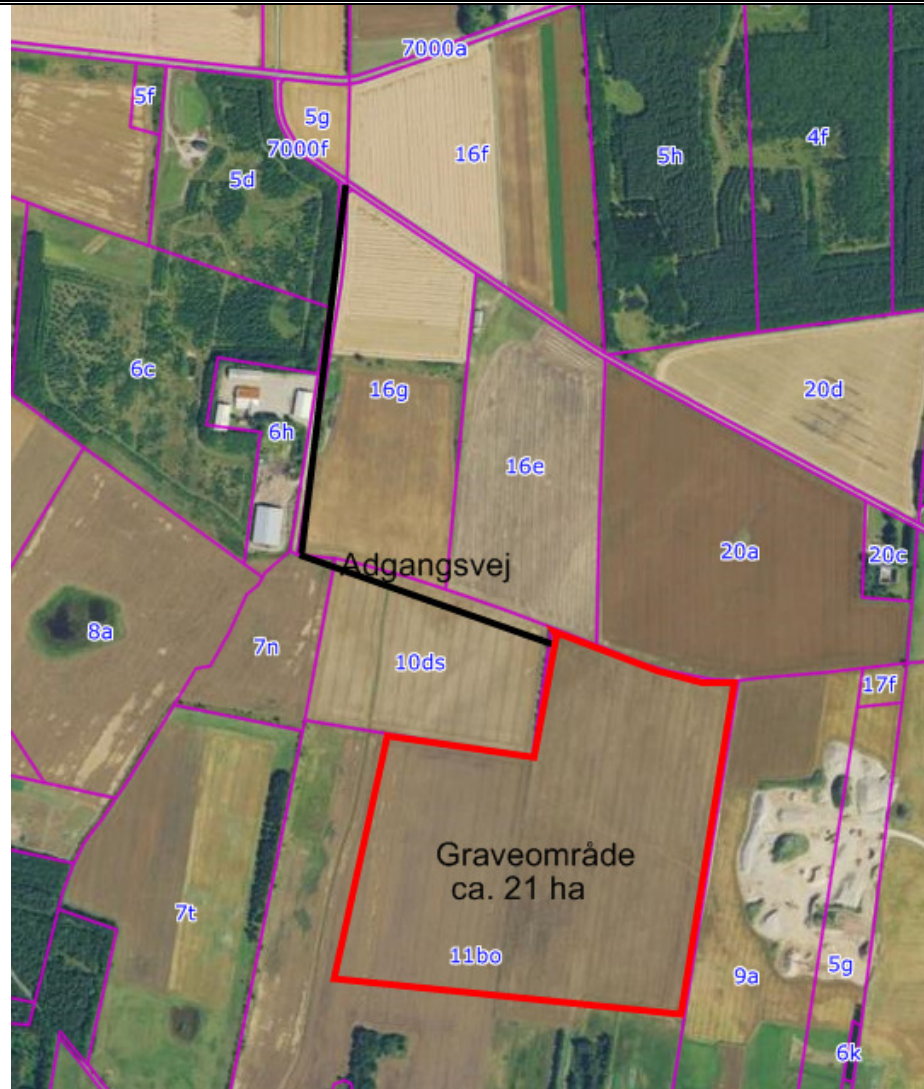 7000a
5f
5g
7000f
16f
5h
4f
5d
6c
16g
20d
6h
16e
20a
20c
Adgangsvej
8a
7n
10ds
17f
Graveområde
ca. 21 ha
7t
11bo
9a
5g
6k